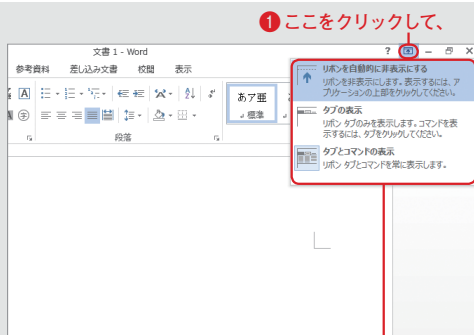 ❶ここをクリックして、
文書 1 - Word
?
参考資料 差し込み文書 校閲 表示
あア亜
標準
段落
リボンを自動的に非表示にする
リボンを非表示にします。表示するには、ア
プリケーションの上部をクリックしてください。
タブの表示
リボン タブのみを表示します。コマンドを表
示するには、タブをクリックしてください。
タブとコマンドの表示
リボン タブとコマンドを常に表示します。